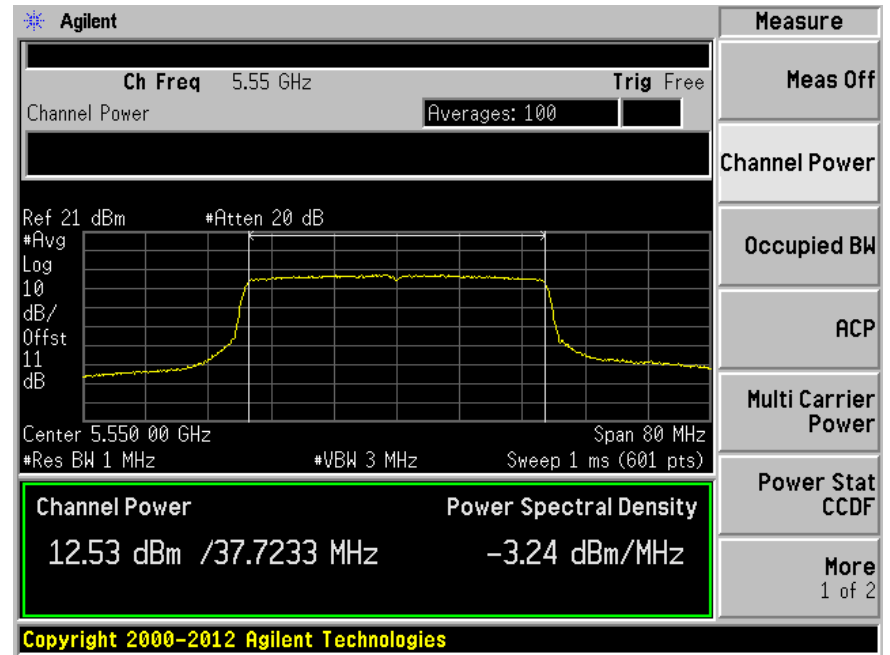 Agilent
Measure
Ch Freq 5.55 GHz Trig Free
Channel Power Averages: 100
Ref 21 dBm #Atten 20 dB
#Avg
Log
10
dB/
Offst
11
dB
Center 5.550 00 GHz Span 80 MHz
#Res BW 1 MHz #VBW 3 MHz Sweep 1 ms (601 pts)
Channel Power Power Spectral Density
12.53 dBm /37.7233 MHz -3.24 dBm/MHz
Copyright 2000-2012 Agilent Technologies
Meas Off
Channel Power
Occupied BW
ACP
Multi Carrier
Power
Power Stat
CCDF
More
1 of 2